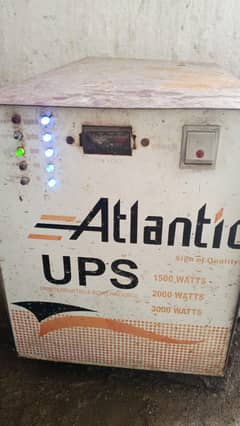 Atlantic
Sign of Quality
UPS
1500 WATTS
2000 WATTS
3000 WATTS